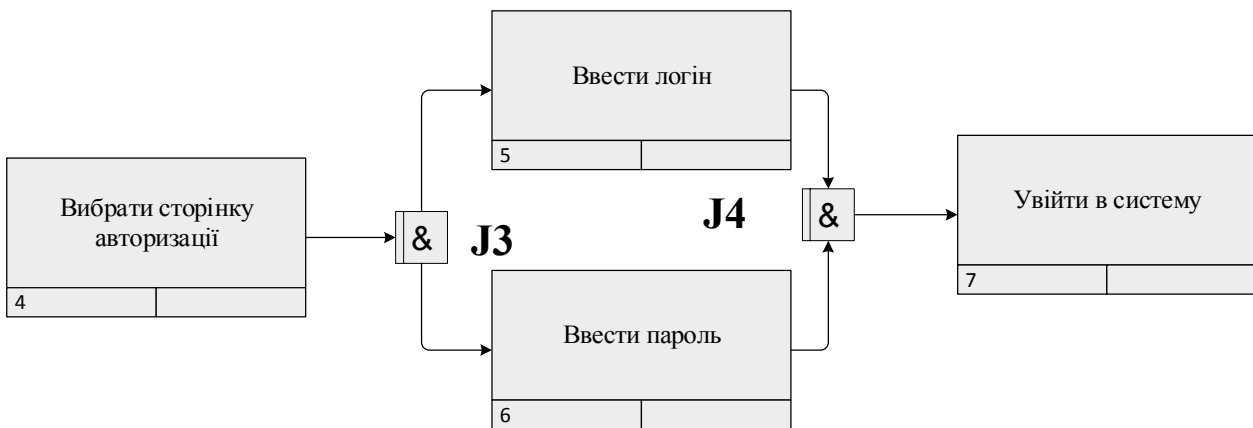 Вибрати сторінку
авторизації
4
&
J3
Ввести логін
5
Ввести пароль
6
J4
&
Увійти в систему
7